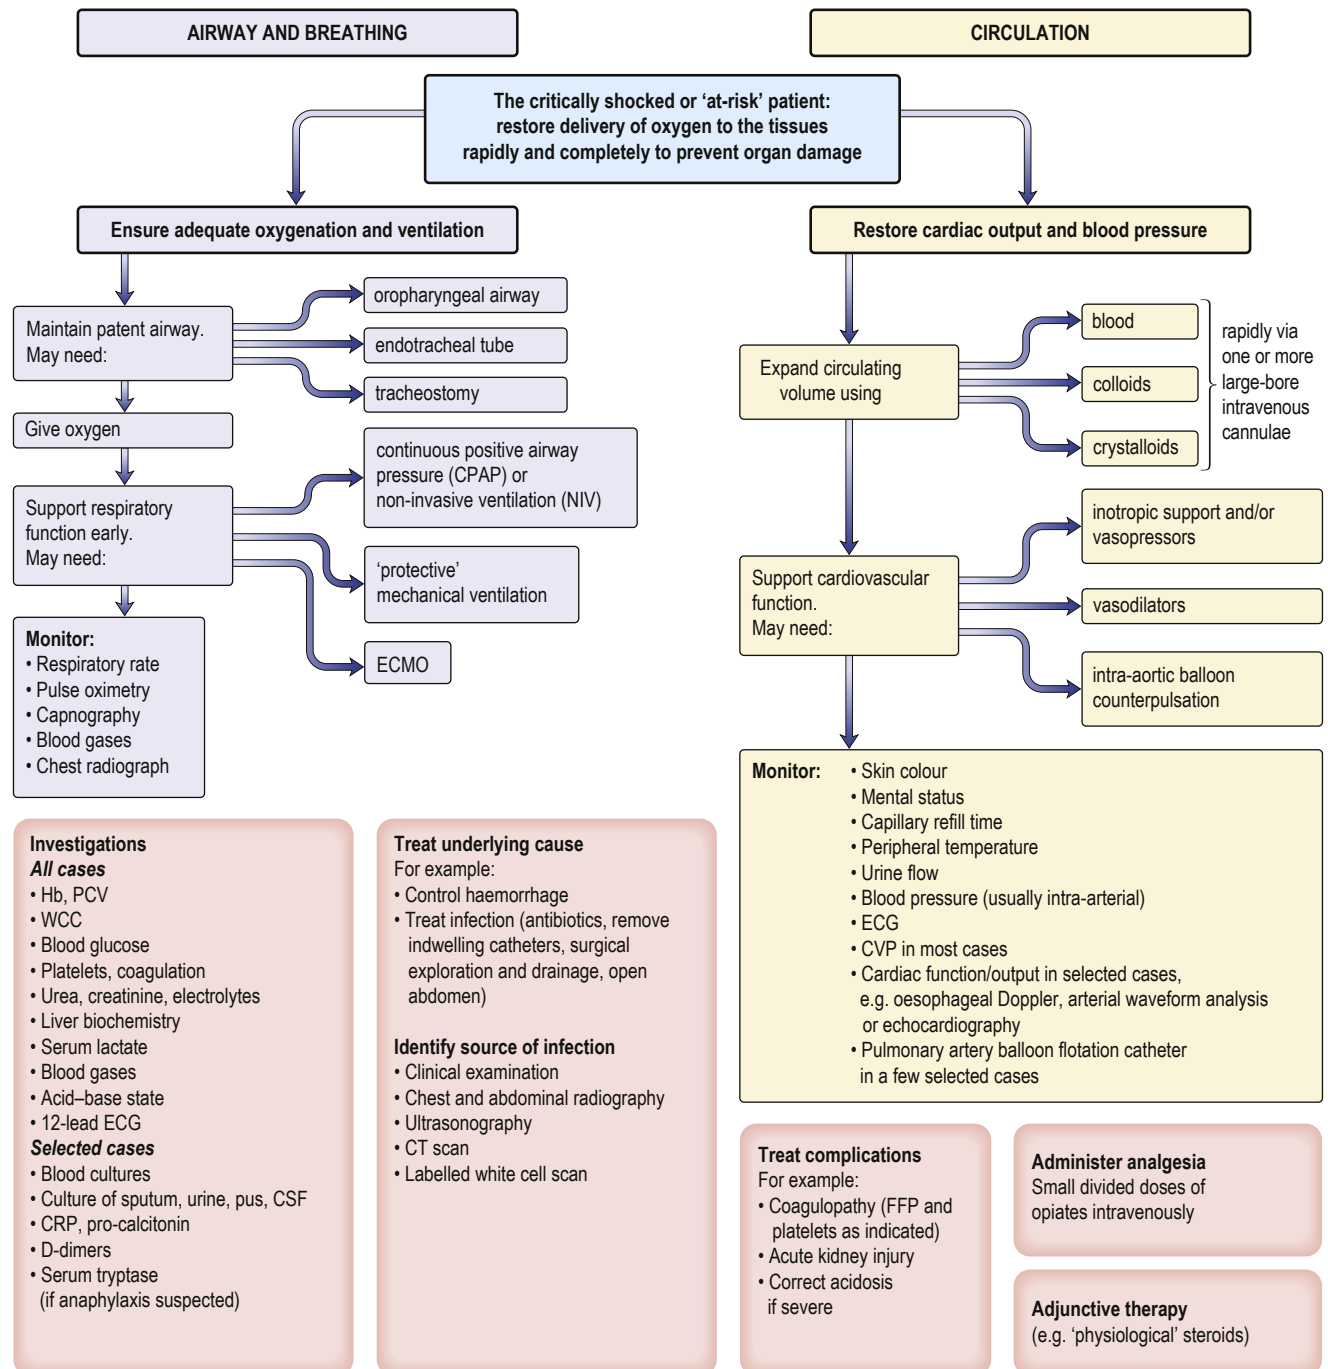 AIRWAY AND BREATHING
CIRCULATION
The critically shocked or ‘at-risk’ patient:
restore delivery of oxygen to the tissues
rapidly and completely to prevent organ damage
Ensure adequate oxygenation and ventilation
Maintain patent airway.
May need:
oropharyngeal airway
endotracheal tube
tracheostomy
Give oxygen
Support respiratory
function early.
May need:
continuous positive airway
pressure (CPAP) or
non-invasive ventilation (NIV)
‘protective’
mechanical ventilation
ECMO
Monitor:
• Respiratory rate
• Pulse oximetry
• Capnography
• Blood gases
• Chest radiograph
Restore cardiac output and blood pressure
Expand circulating
volume using
blood
colloids
crystalloids
rapidly via
one or more
large-bore
intravenous
cannulae
Support cardiovascular
function.
May need:
inotropic support and/or
vasopressors
vasodilators
intra-aortic balloon
counterpulsation
Monitor:
• Skin colour
• Mental status
• Capillary refill time
• Peripheral temperature
• Urine flow
• Blood pressure (usually intra-arterial)
• ECG
• CVP in most cases
• Cardiac function/output in selected cases,
e.g. oesophageal Doppler, arterial waveform analysis
or echocardiography
• Pulmonary artery balloon flotation catheter
in a few selected cases
Investigations
All cases
• Hb, PCV
• WCC
• Blood glucose
• Platelets, coagulation
• Urea, creatinine, electrolytes
• Liver biochemistry
• Serum lactate
• Blood gases
• Acid–base state
• 12-lead ECG
Selected cases
• Blood cultures
• Culture of sputum, urine, pus, CSF
• CRP, pro-calcitonin
• D-dimers
• Serum tryptase
(if anaphylaxis suspected)
Treat underlying cause
For example:
• Control haemorrhage
• Treat infection (antibiotics, remove
indwelling catheters, surgical
exploration and drainage, open
abdomen)
Identify source of infection
• Clinical examination
• Chest and abdominal radiography
• Ultrasonography
• CT scan
• Labelled white cell scan
Treat complications
For example:
• Coagulopathy (FFP and
platelets as indicated)
• Acute kidney injury
• Correct acidosis
if severe
Administer analgesia
Small divided doses of
opiates intravenously
Adjunctive therapy
(e.g. ‘physiological’ steroids)